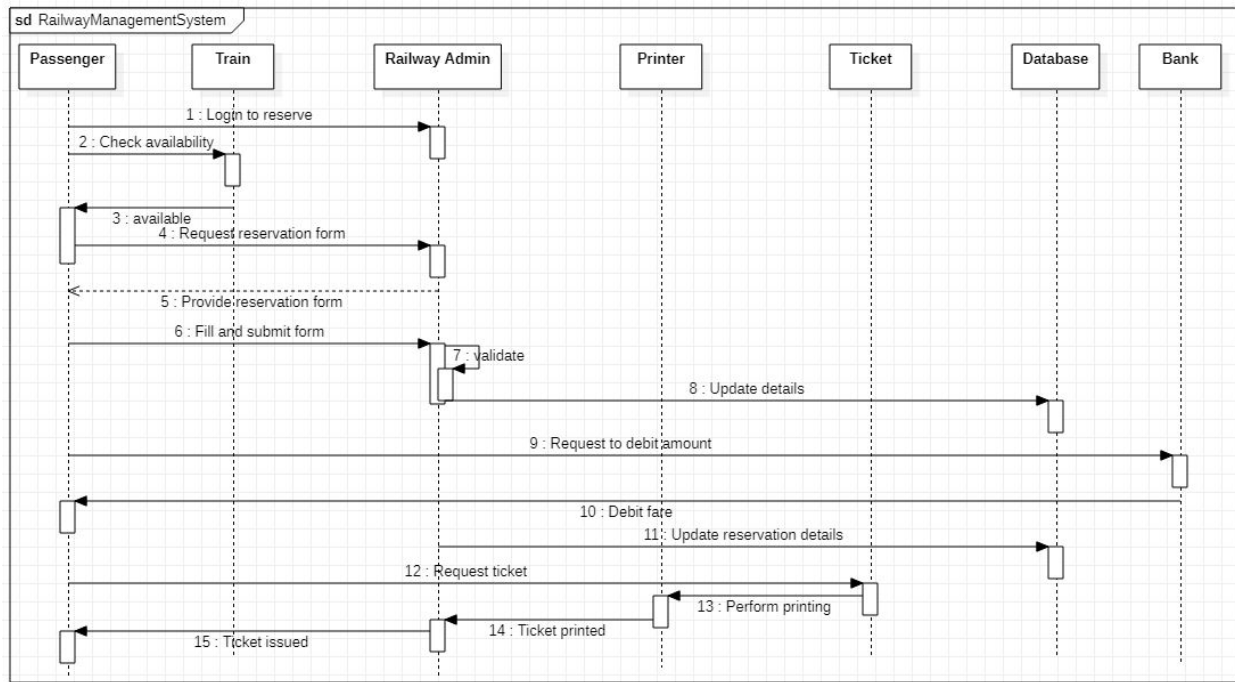 sd RailwayManagementSystem
Passenger
Train
Railway Admin
Printer
Ticket
Database
Bank
1 : Login to reserve
2 : Check availability
3 : available
4 : Request reservation form
5 : Provide reservation form
6 : Fill and submit form
7 : validate
8 : Update details
9 : Request to debit amount
10 : Debit fare
11 : Update reservation details
12 : Request ticket
13 : Perform printing
14 : Ticket printed
15 : Ticket issued